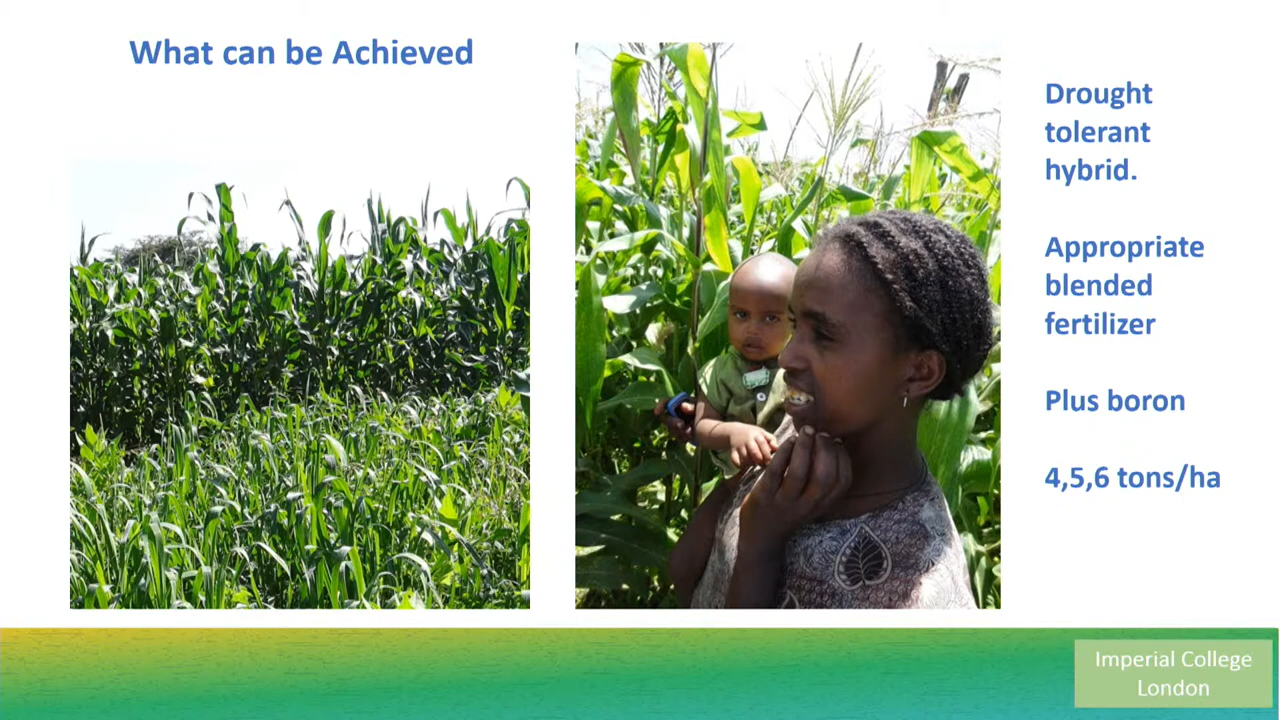 What can be Achieved
Drought
tolerant
hybrid.
Appropriate
blended
fertilizer
Plus boron
4,5,6 tons/ha
Imperial College
London